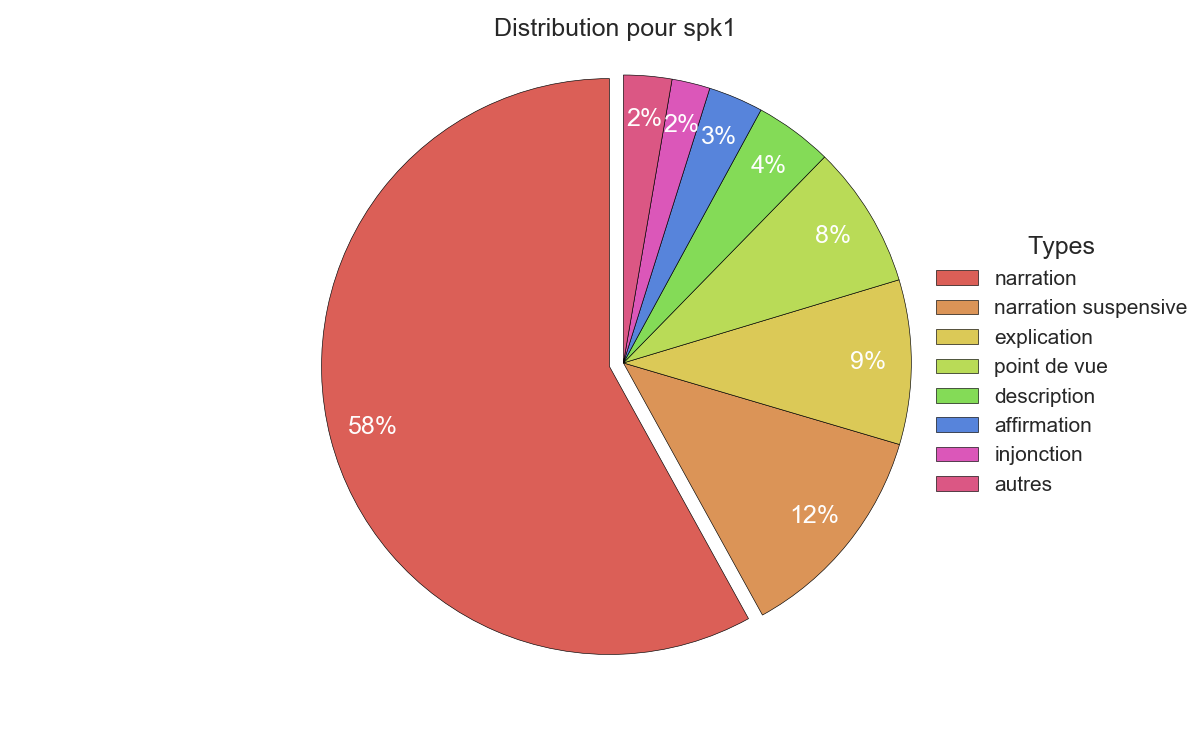 Distribution pour spk1
2%
2%
3%
4%
8%
9%
12%
58%
Types
narration
narration suspensive
explication
point de vue
description
affirmation
injonction
autres